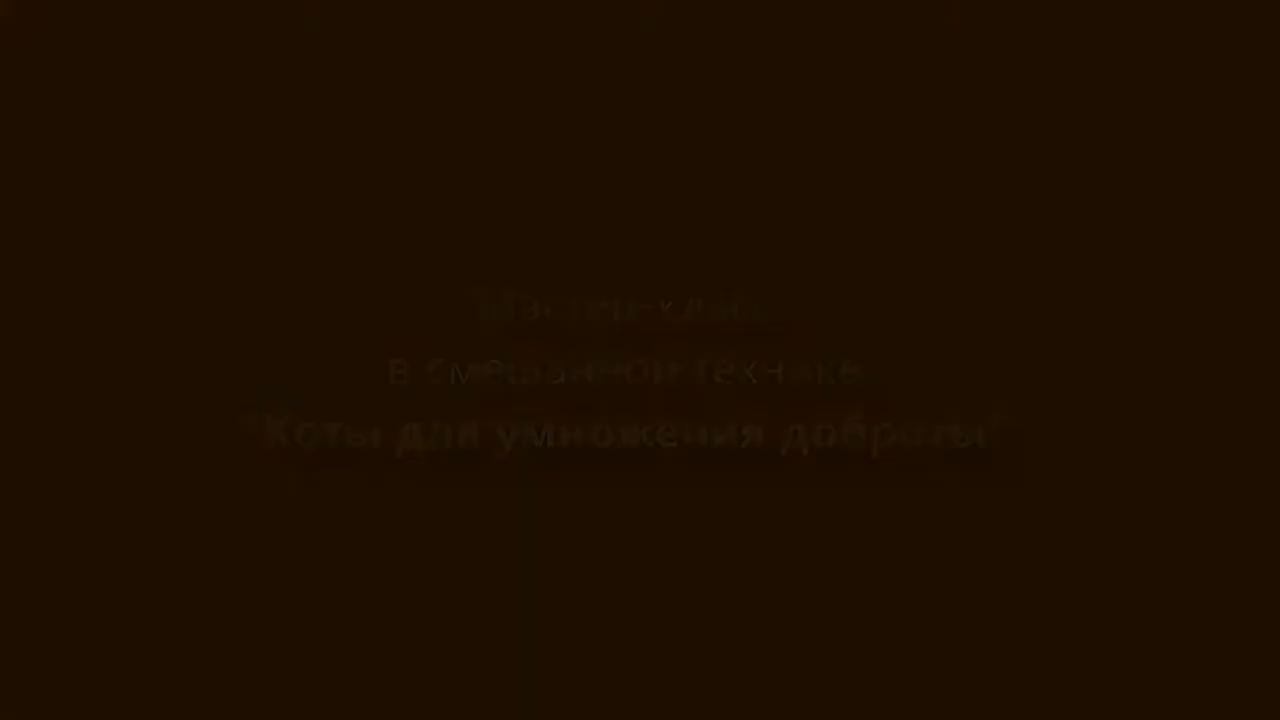 Мастер-класс
в смешанной технике
"Коты для умножения доброты"